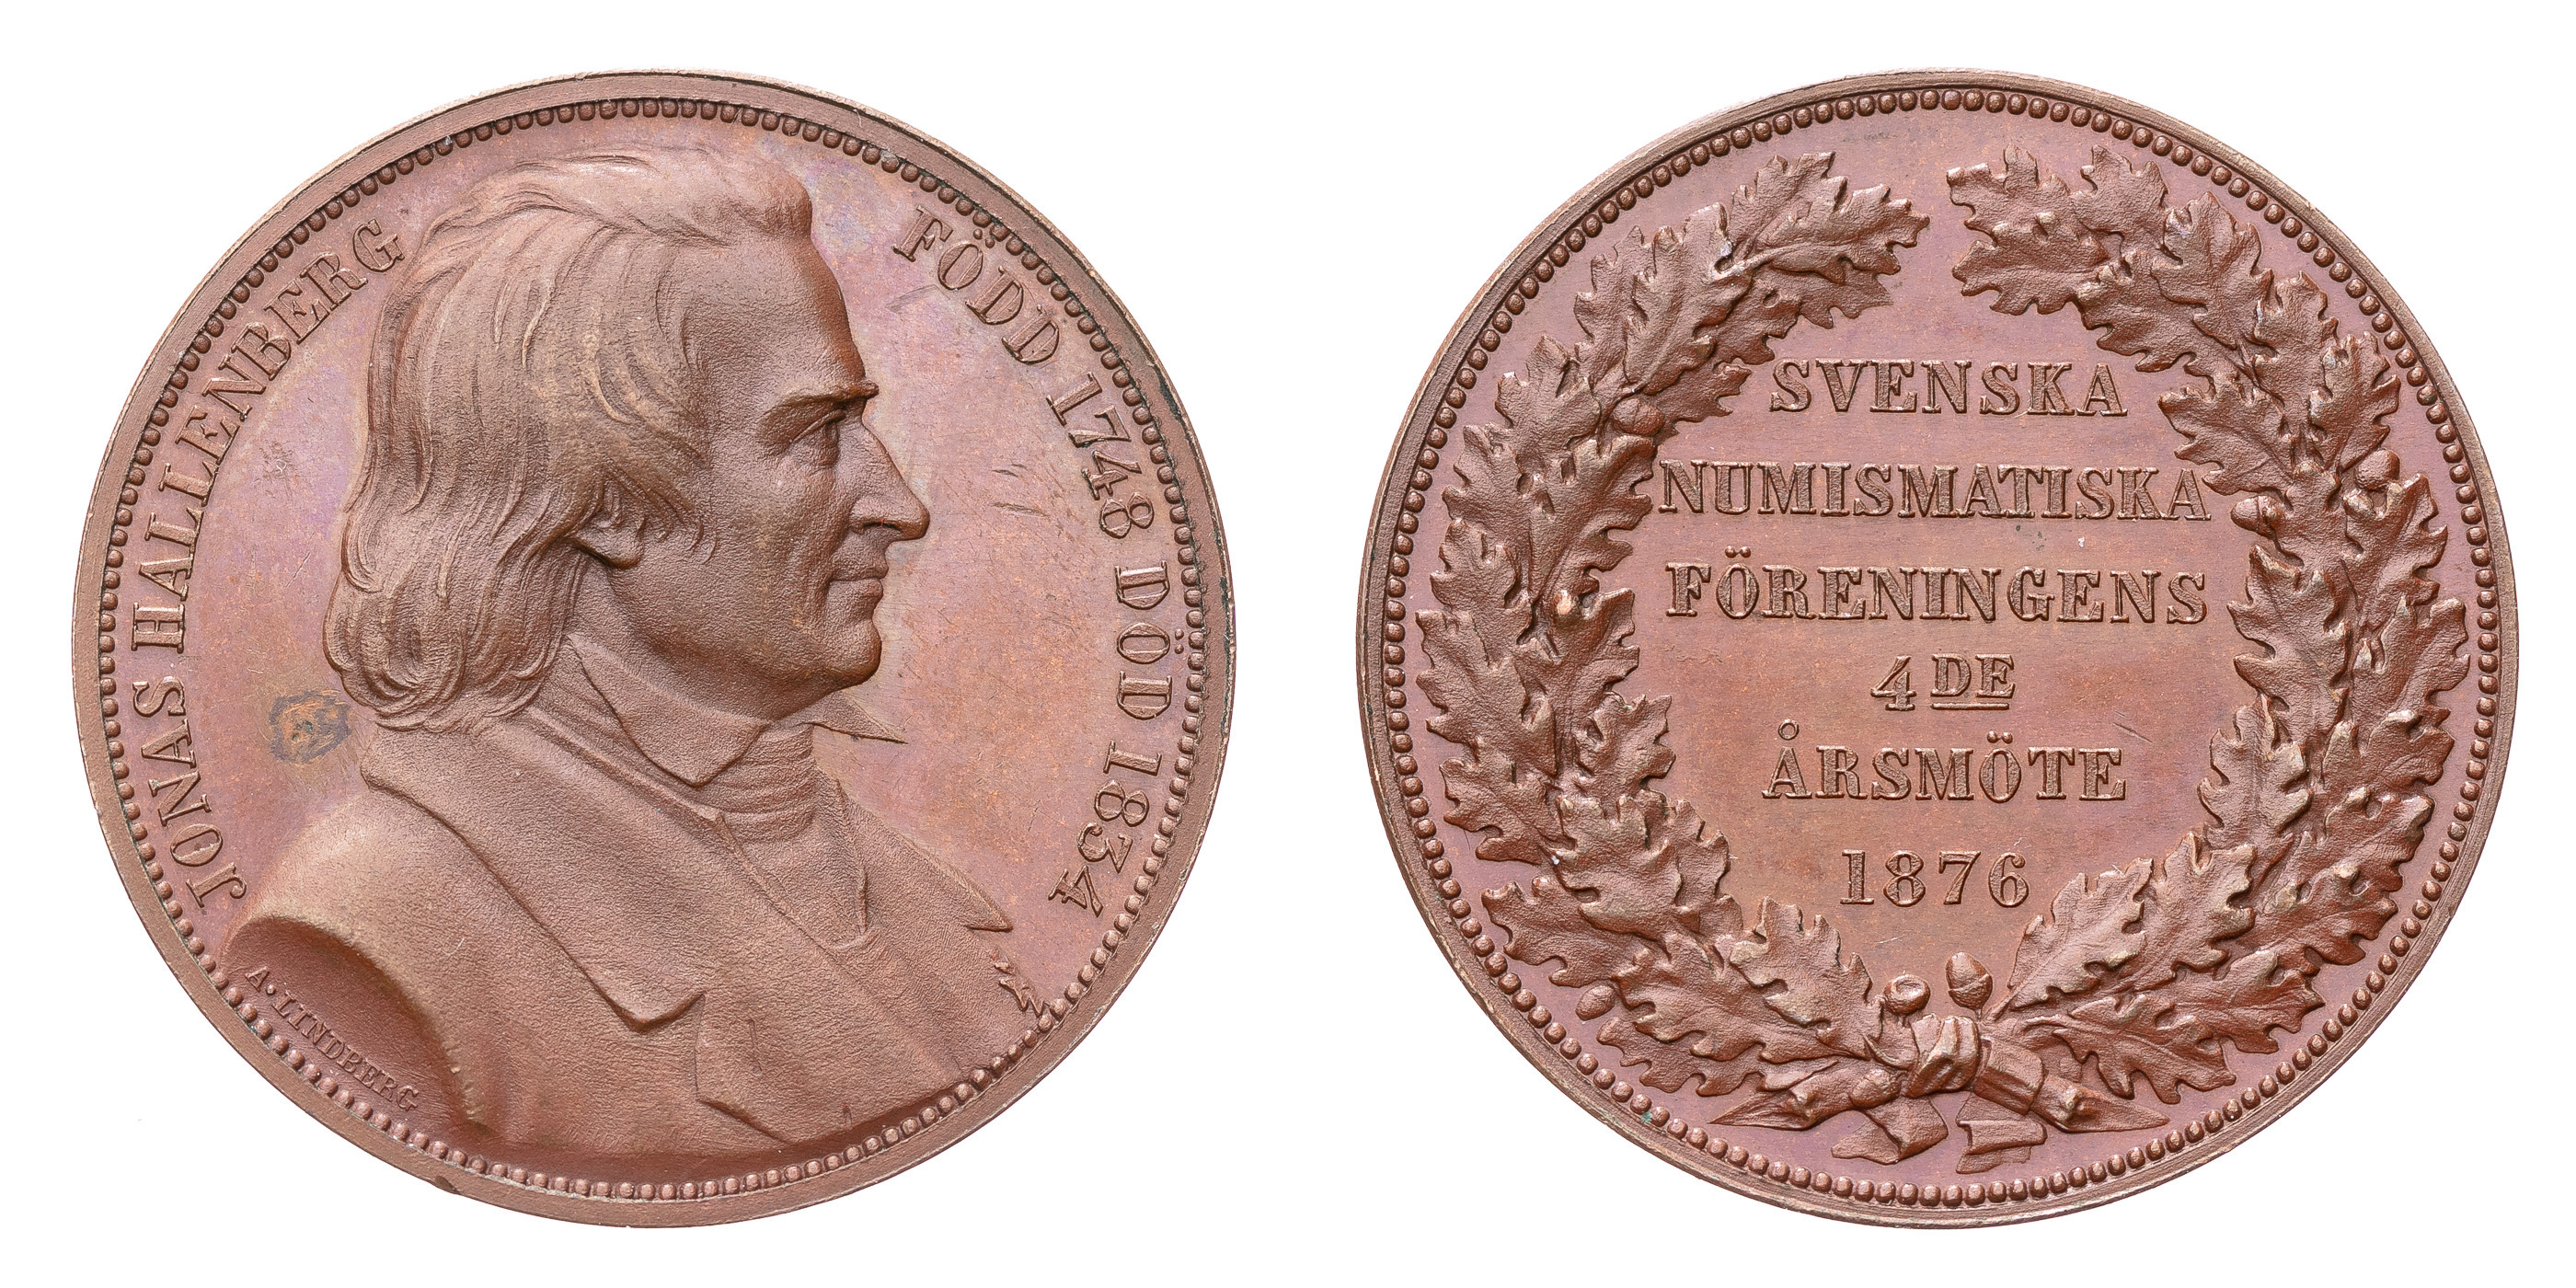 JONAS HALLENBERG
FÖDD 1748 DÖD 1834
A. LINDBERG
SVENSKA
NUMISMATISKA
FÖRENINGENS
4DE
ÅRSMÖTE
1876